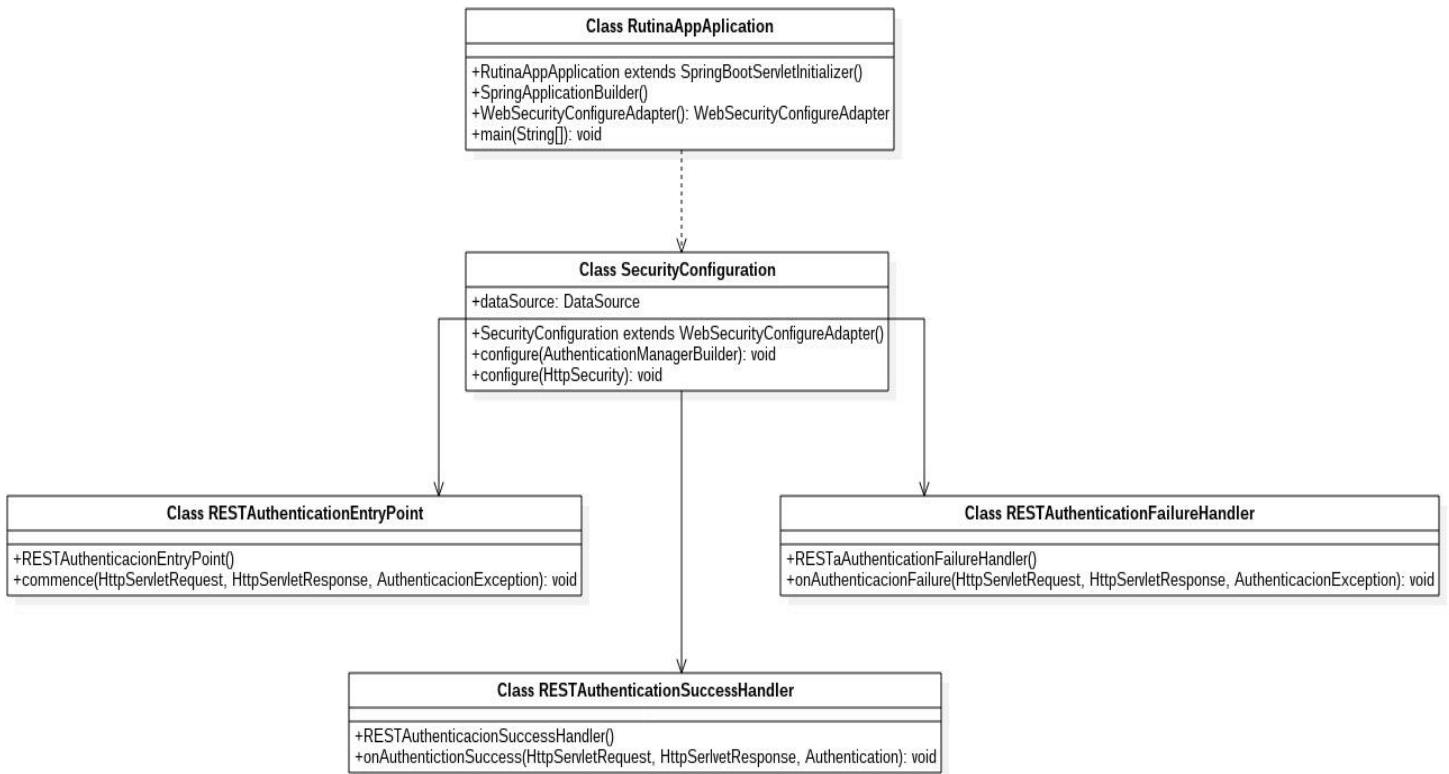 Class RutinaAppAplication
+RutinaAppApplication extends SpringBootServletInitializer()
+SpringApplicationBuilder()
+WebSecurityConfigureAdapter(): WebSecurityConfigureAdapter
+main(String[]): void
Class SecurityConfiguration
+dataSource: DataSource
+SecurityConfiguration extends WebSecurityConfigureAdapter()
+configure(AuthenticationManagerBuilder): void
+configure(HttpSecurity): void
Class RESTAuthenticationEntryPoint
+RESTAuthenticacionEntryPoint()
+commence(HttpServletRequest, HttpServletResponse, AuthenticacionException): void
Class RESTAuthenticationFailureHandler
+RESTaAuthenticationFailureHandler()
+onAuthenticacionFailure(HttpServletRequest, HttpServletResponse, AuthenticacionException): void
Class RESTAuthenticationSuccessHandler
+RESTAuthenticacionSuccessHandler()
+onAuthentictionSuccess(HttpServletRequest, HttpSerlvetResponse, Authentication): void